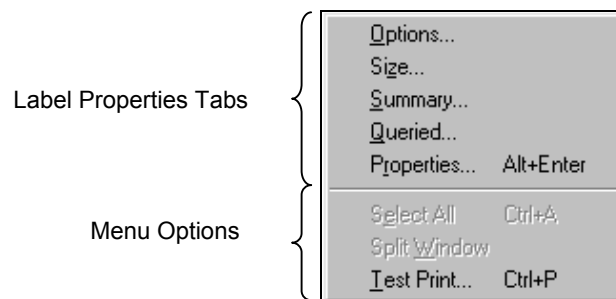 Label Properties Tabs
Options...
Size...
Summary...
Queried...
Properties... Alt+Enter
Menu Options
Select All Ctrl+A
Split Window
Test Print... Ctrl+P